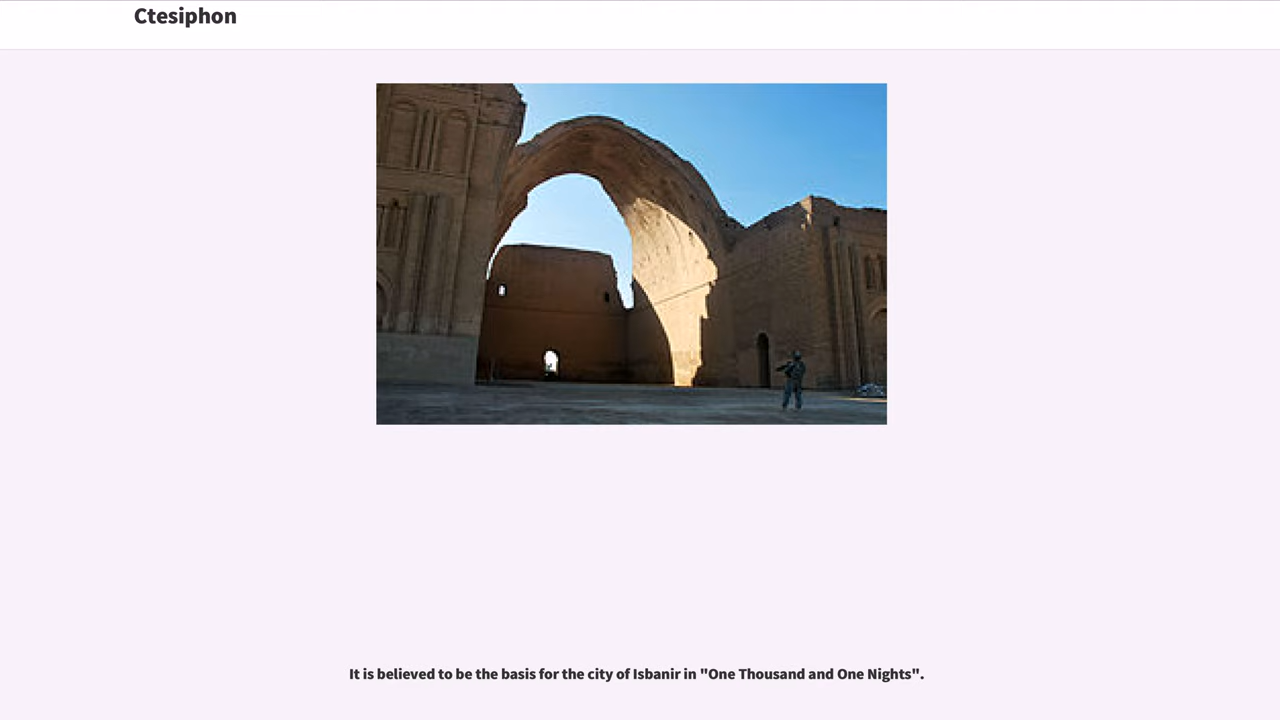 Ctesiphon
It is believed to be the basis for the city of Isbanir in "One Thousand and One Nights".